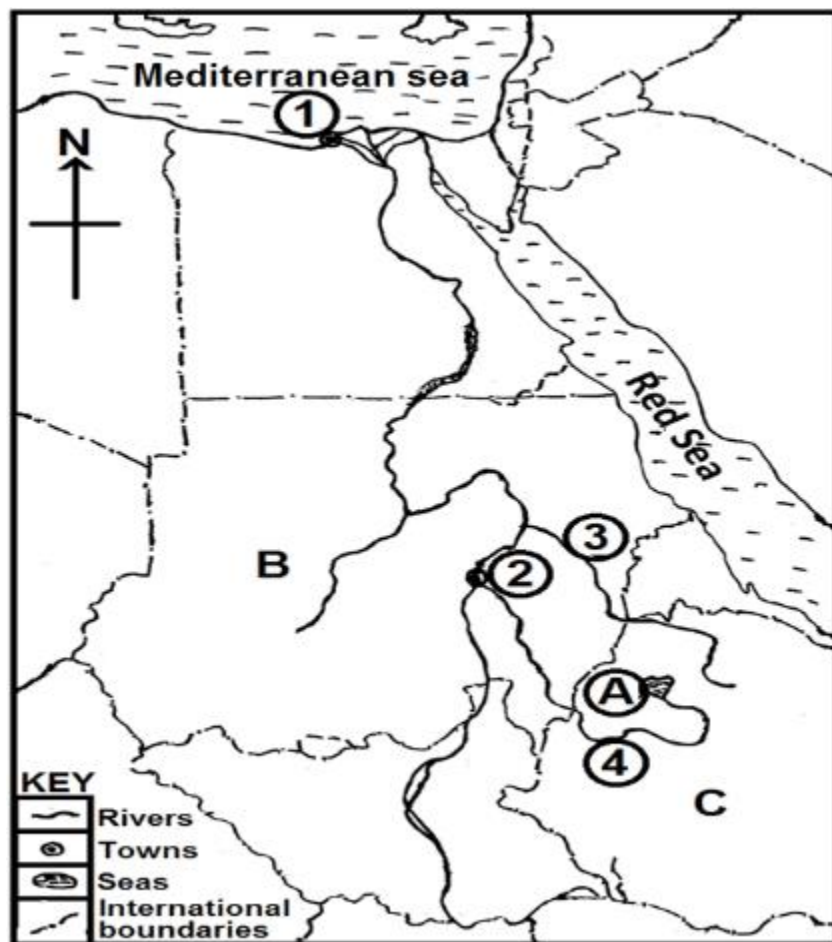 Mediterranean sea
1
N
Red Sea
3
B
2
A
4
C
KEY
Rivers
Towns
Seas
International
boundaries